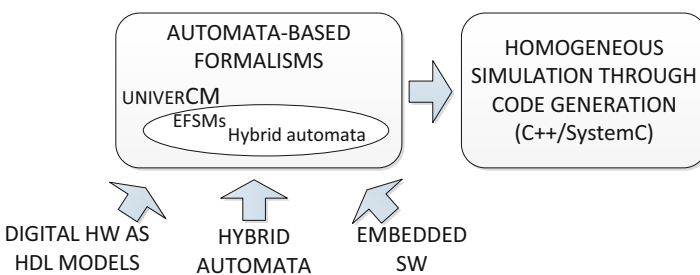 AUTOMATA-BASED
FORMALISMS
UNIVERCM
EFSMs
Hybrid automata
HOMOGENEOUS
SIMULATION THROUGH
CODE GENERATION
(C++/SystemC)
DIGITAL HW AS
HDL MODELS
HYBRID
AUTOMATA
EMBEDDED
SW